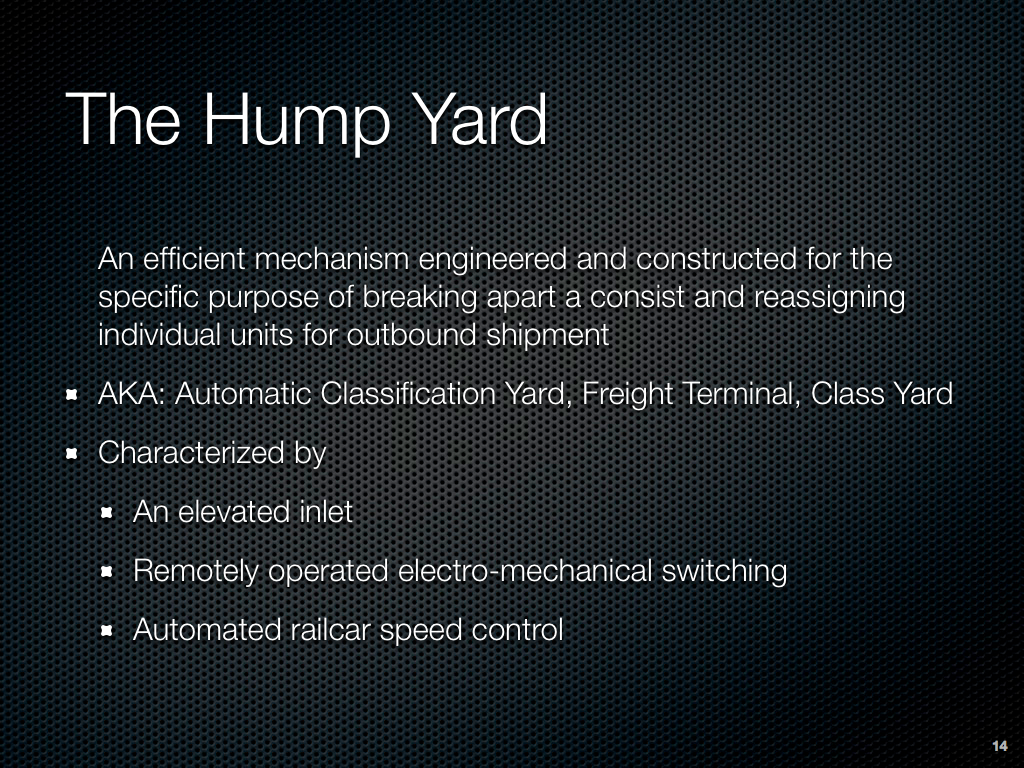 The Hump Yard
An efficient mechanism engineered and constructed for the
specific purpose of breaking apart a consist and reassigning
individual units for outbound shipment
AKA: Automatic Classification Yard, Freight Terminal, Class Yard
Characterized by
An elevated inlet
Remotely operated electro-mechanical switching
Automated railcar speed control
14